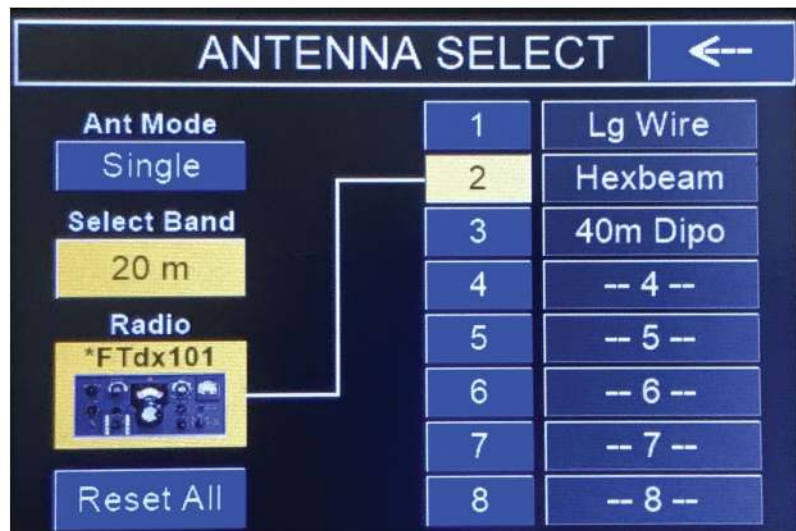 ANTENNA SELECT <--
Ant Mode
Single
Select Band
20 m
Radio
*FTdx101
Reset All
1 Lg Wire
2 Hexbeam
3 40m Dipo
4 -- 4 --
5 -- 5 --
6 -- 6 --
7 -- 7 --
8 -- 8 --